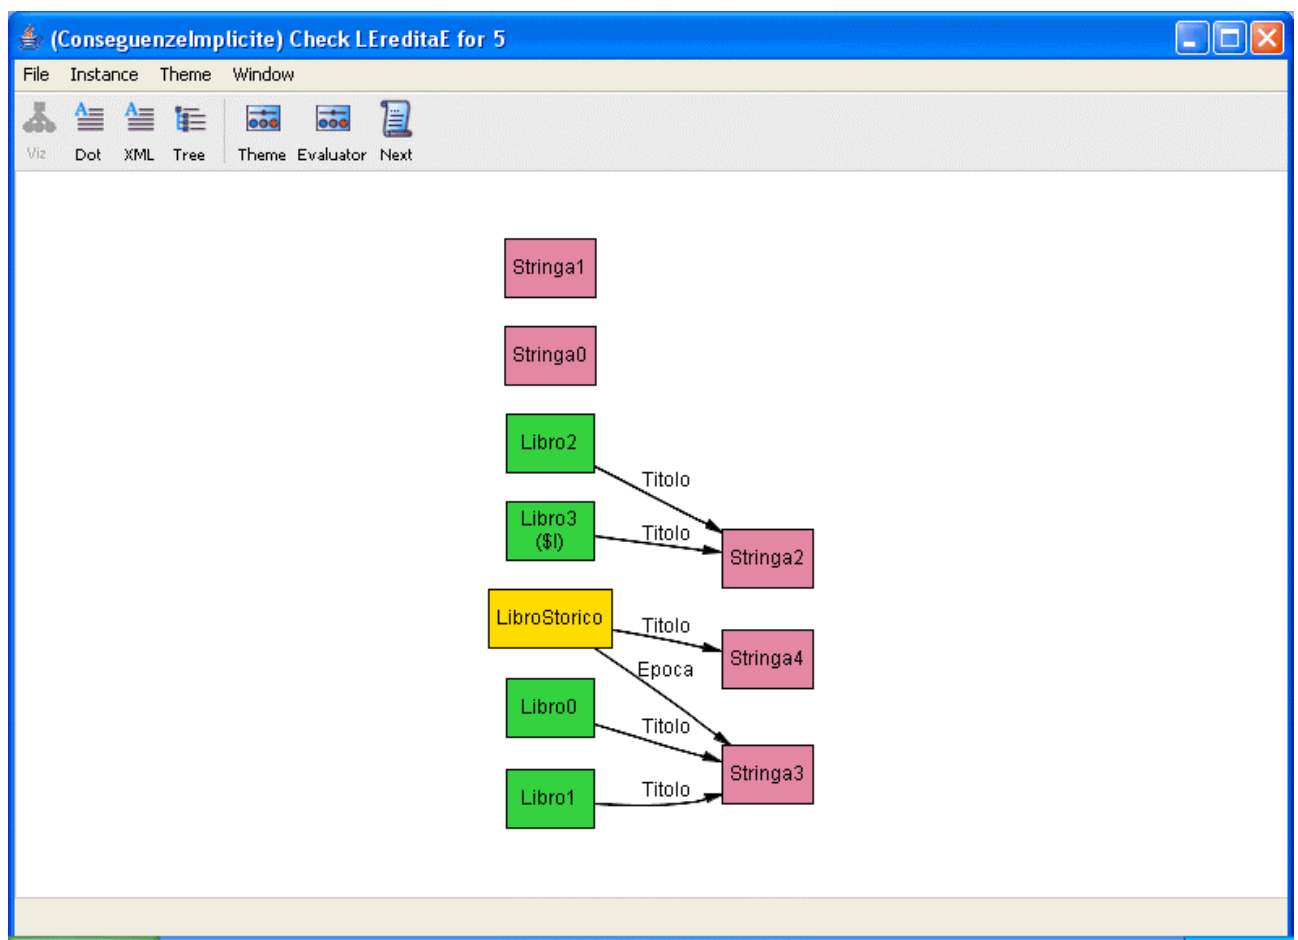 (ConseguenzeImplicite) Check LEreditaE for 5
File Instance Theme Window
Viz Dot XML Tree Theme Evaluator Next
Stringa1
Stringa0
Libro2
Titolo
Libro3
($l)
Titolo
Stringa2
LibroStorico
Titolo
Stringa4
Epoca
Libro0
Titolo
Stringa3
Libro1
Titolo